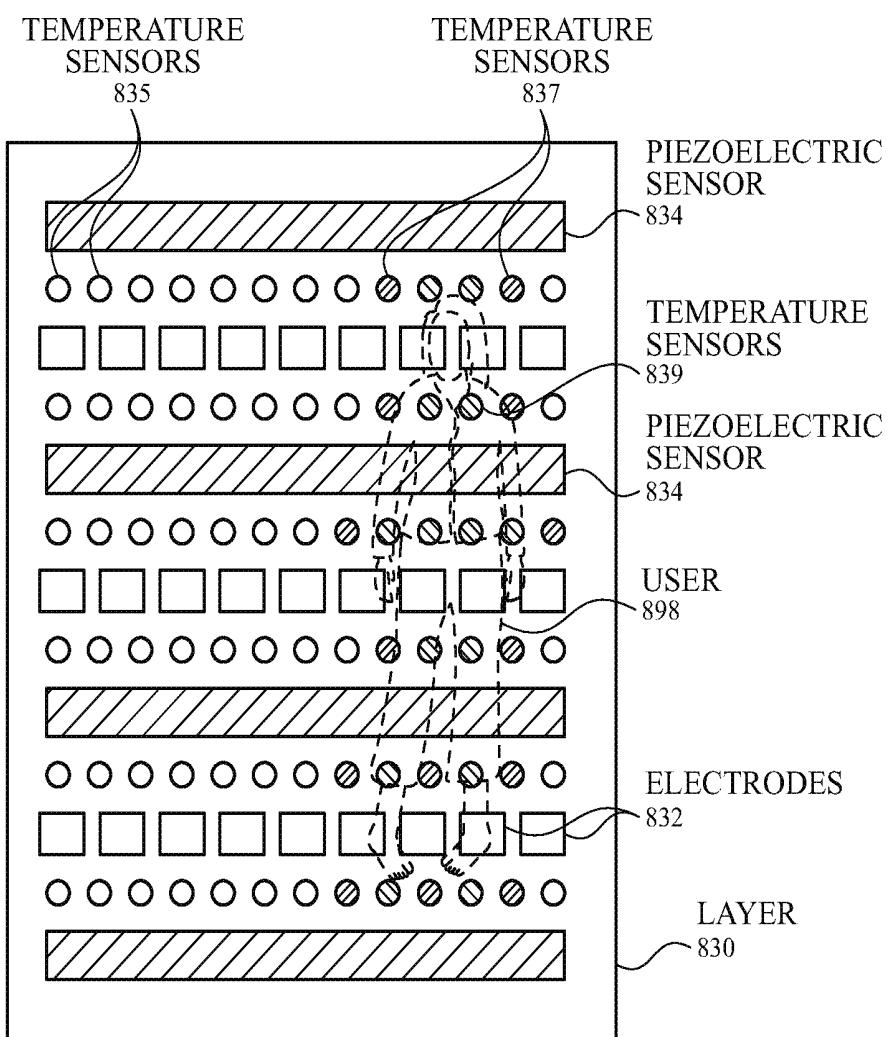 TEMPERATURE
SENSORS
835
TEMPERATURE
SENSORS
837
PIEZOELECTRIC
SENSOR
834
TEMPERATURE
SENSORS
839
PIEZOELECTRIC
SENSOR
834
USER
898
ELECTRODES
832
LAYER
830